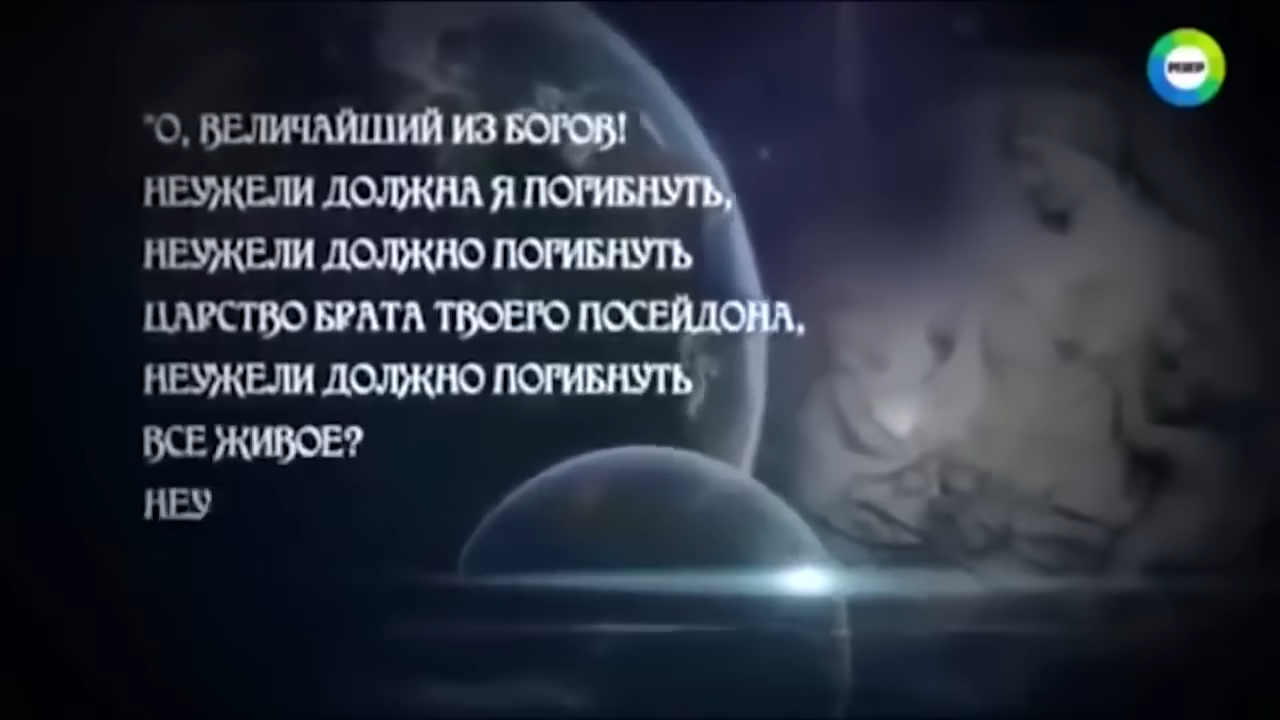 "О, ВЕЛИЧАЙШИЙ ИЗ БОГОВ!
НЕУЖЕЛИ ДОЛЖНА Я ПОГИБНУТЬ,
НЕУЖЕЛИ ДОЛЖНО ПОГИБНУТЬ
ЦАРСТВО БРАТА ТВОЕГО ПОСЕЙДОНА,
НЕУЖЕЛИ ДОЛЖНО ПОГИБНУТЬ
ВСЕ ЖИВОЕ?
НЕУ
МИР